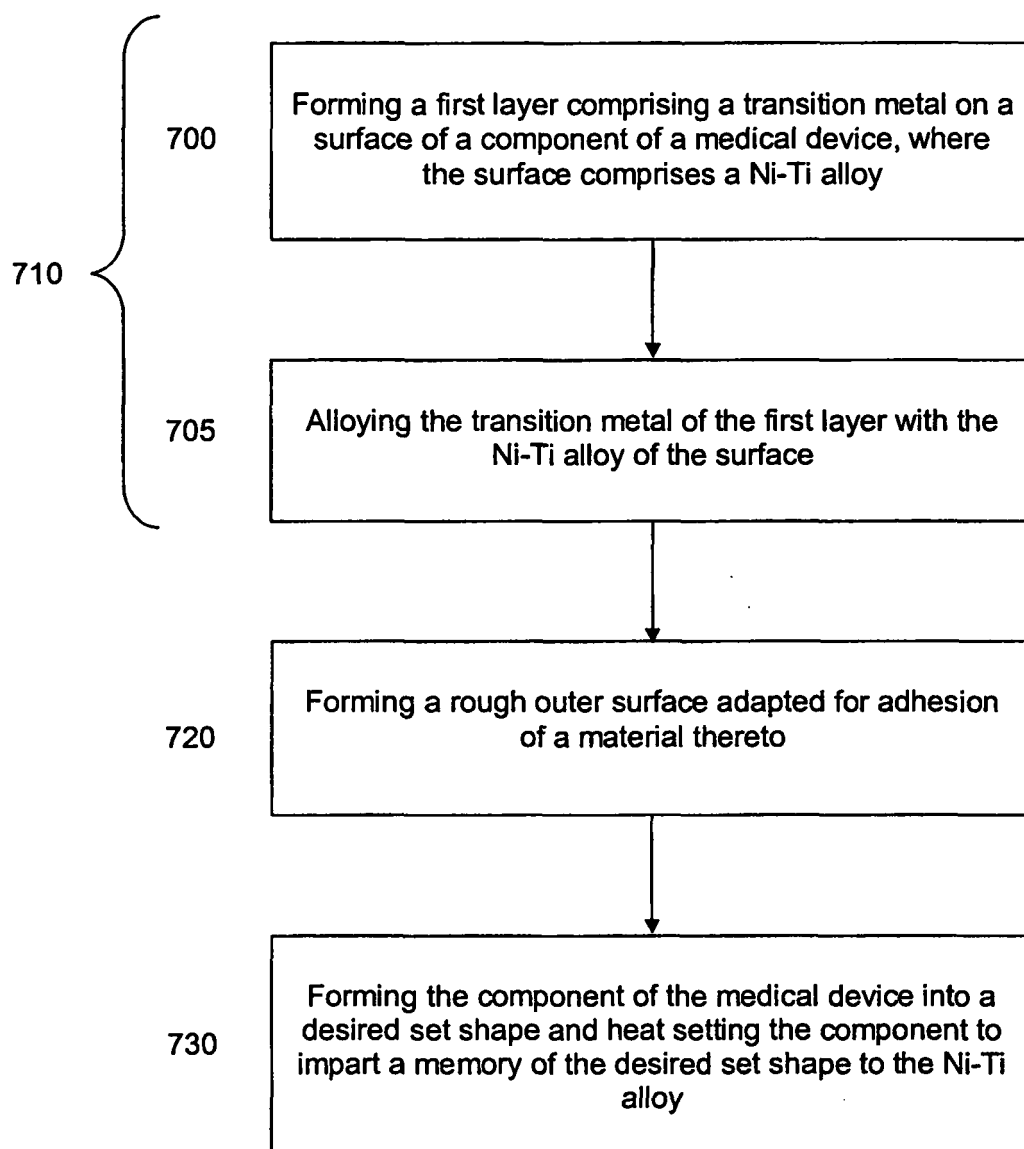 700
Forming a first layer comprising a transition metal on a
surface of a component of a medical device, where
the surface comprises a Ni-Ti alloy
710
705
Alloying the transition metal of the first layer with the
Ni-Ti alloy of the surface
720
Forming a rough outer surface adapted for adhesion
of a material thereto
730
Forming the component of the medical device into a
desired set shape and heat setting the component to
impart a memory of the desired set shape to the Ni-Ti
alloy